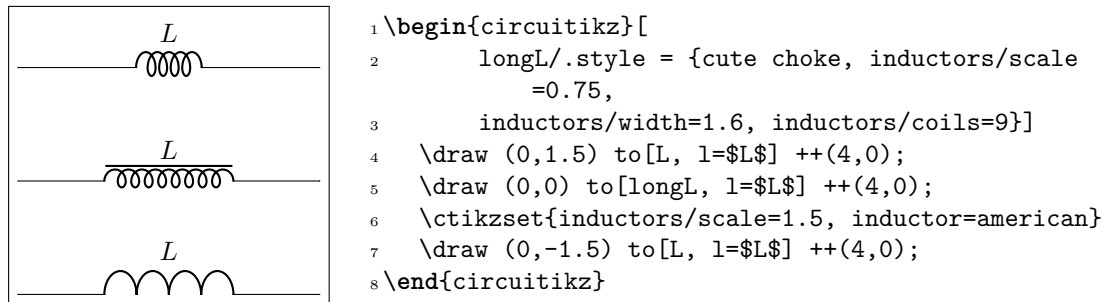 L
L
L
1 \begin{circuitikz}[
2 longL/.style = {cute choke, inductors/scale
=0.75,
3 inductors/width=1.6, inductors/coils=9}]
4 \draw (0,1.5) to[L, l=$L$] ++(4,0);
5 \draw (0,0) to[longL, l=$L$] ++(4,0);
6 \ctikzset{inductors/scale=1.5, inductor=american}
7 \draw (0,-1.5) to[L, l=$L$] ++(4,0);
8 \end{circuitikz}